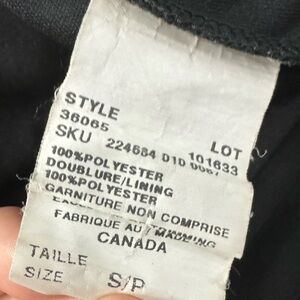 STYLE
36065 LOT
SKU 224684 010 0087 101633
100%POLYESTER
DOUBLURE/LINING
100%POLYESTER
GARNITURE NON COMPRISE
FABRIQUE AU /
CANADA
TAILLE
SIZE S/P